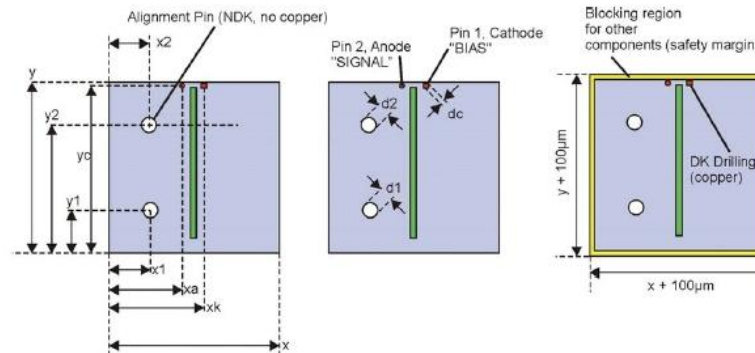 Alignment Pin (NDK, no copper)
x2
y
y2
yc
y1
x1
xa
xk
x
Pin 2, Anode
"SIGNAL"
Pin 1, Cathode
"BIAS"
d2
dc
d1
Blocking region
for other
components (safety margin
y + 100µm
DK Drilling
(copper)
x + 100µm